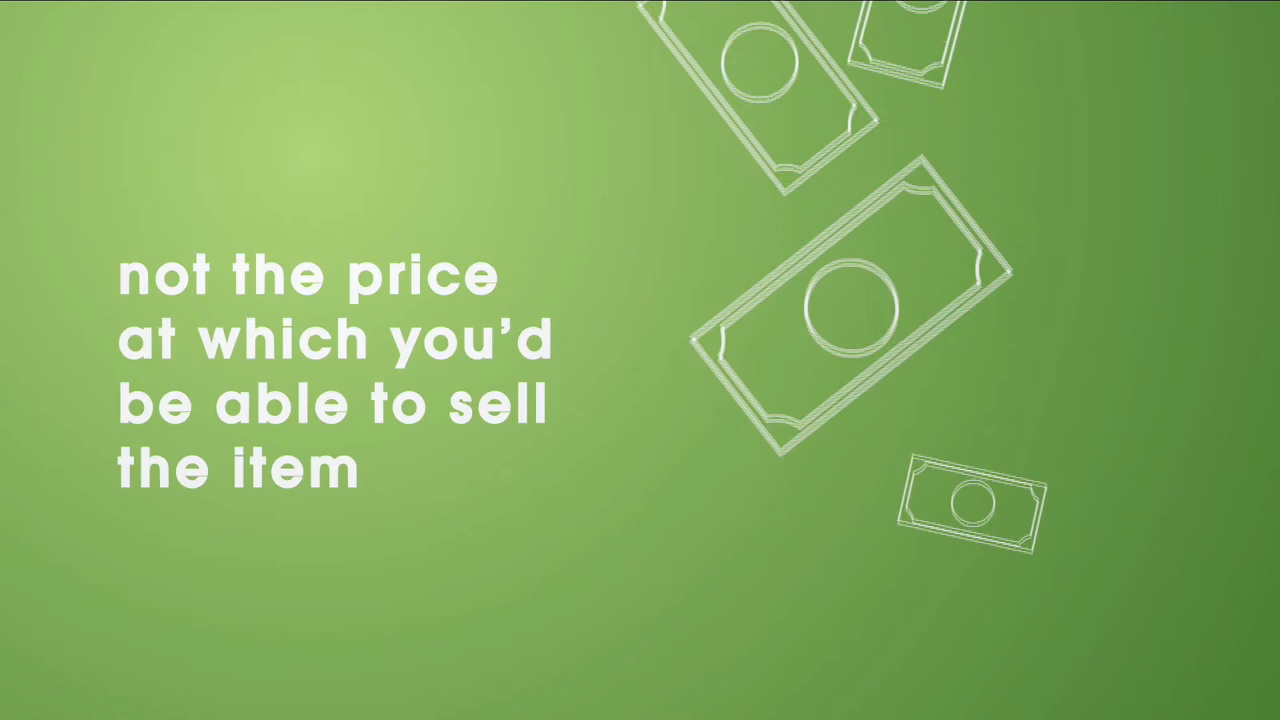 not the price
at which you’d
be able to sell
the item